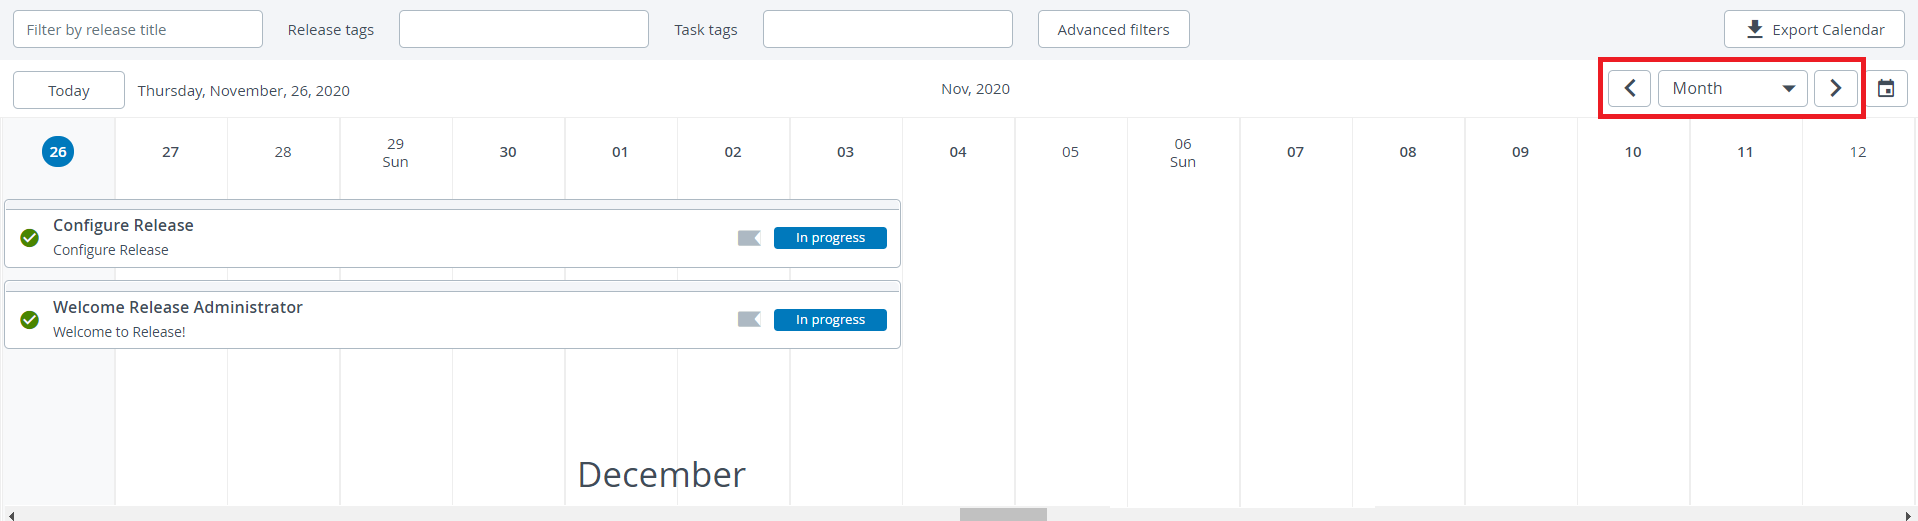 Filter by release title Release tags Task tags Advanced filters Export Calendar
Today Thursday, November, 26, 2020 Nov, 2020 Month
26 27 28 29 30 01 02 03 04 05 06 07 08 09 10 11 12
Sun Sun
Configure Release
Configure Release
In progress
Welcome Release Administrator
Welcome to Release!
In progress
December